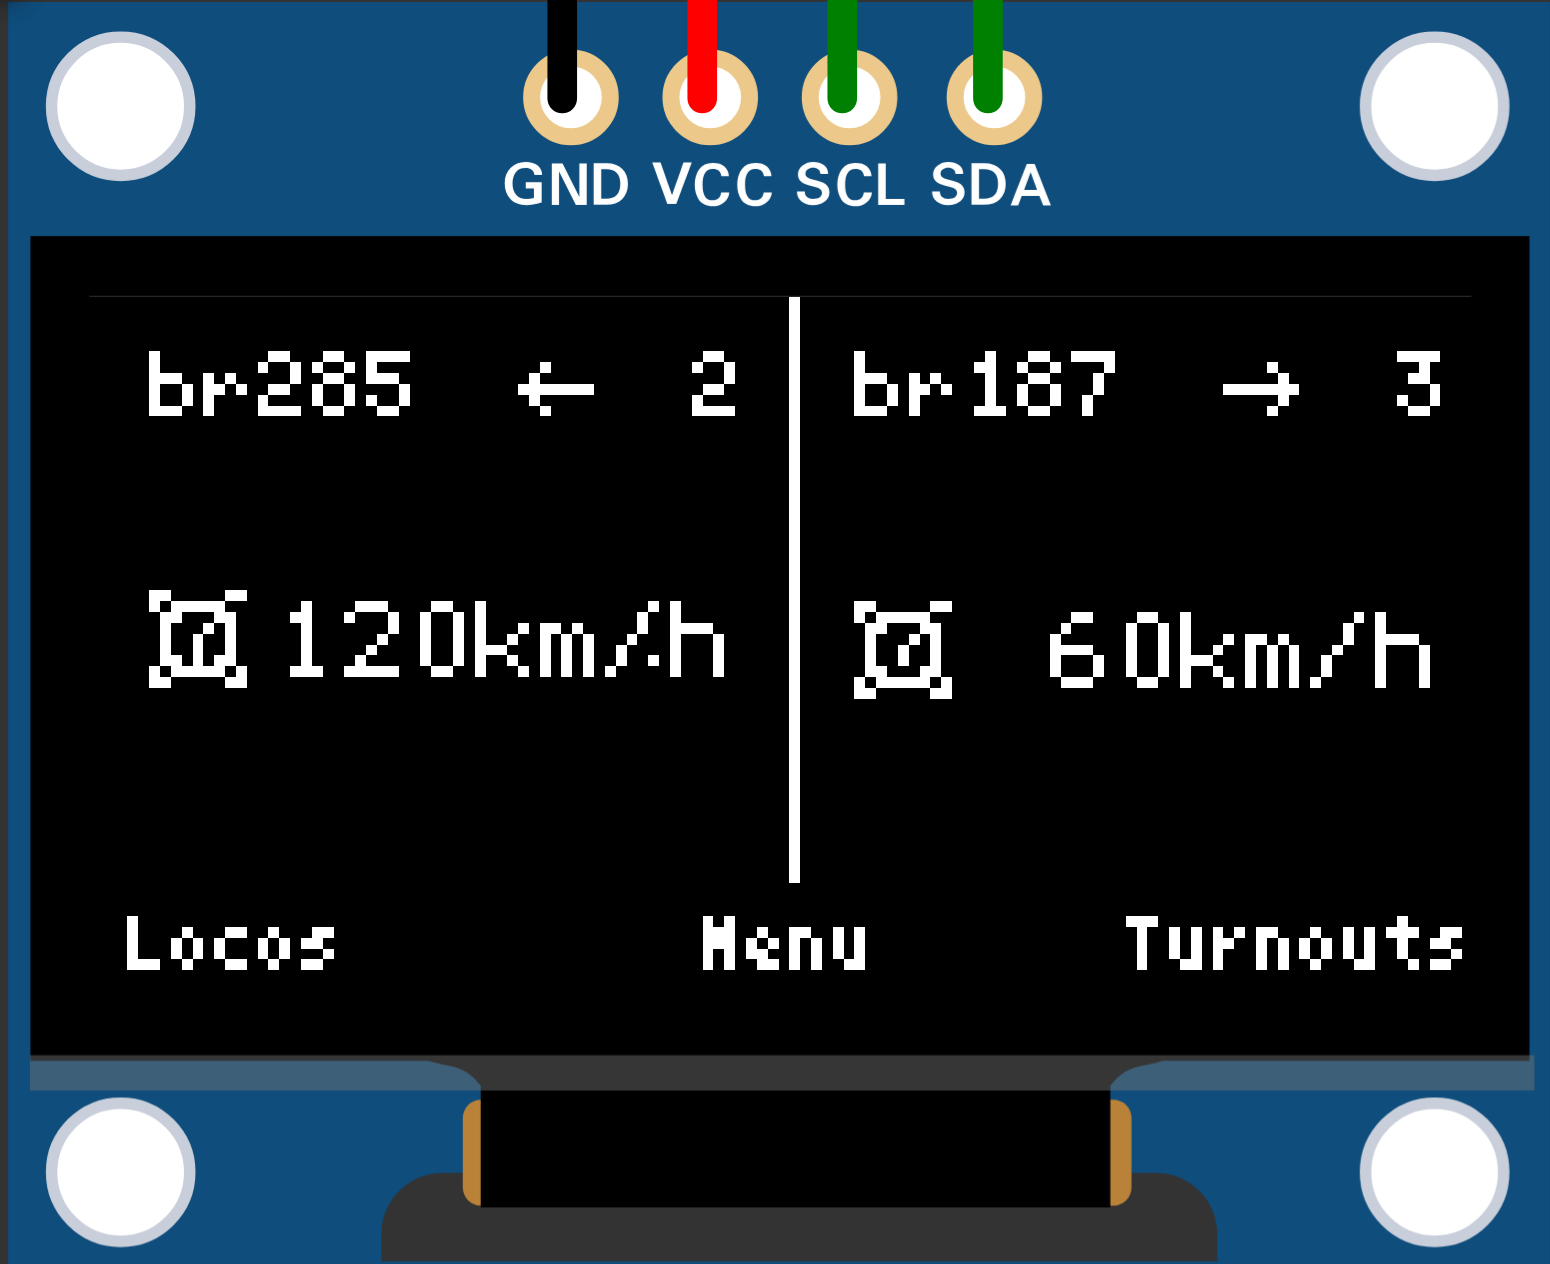 GND VCC SCL SDA
br285 ← 2
br187 → 3
120km/h
60km/h
Locos Menu Turnouts